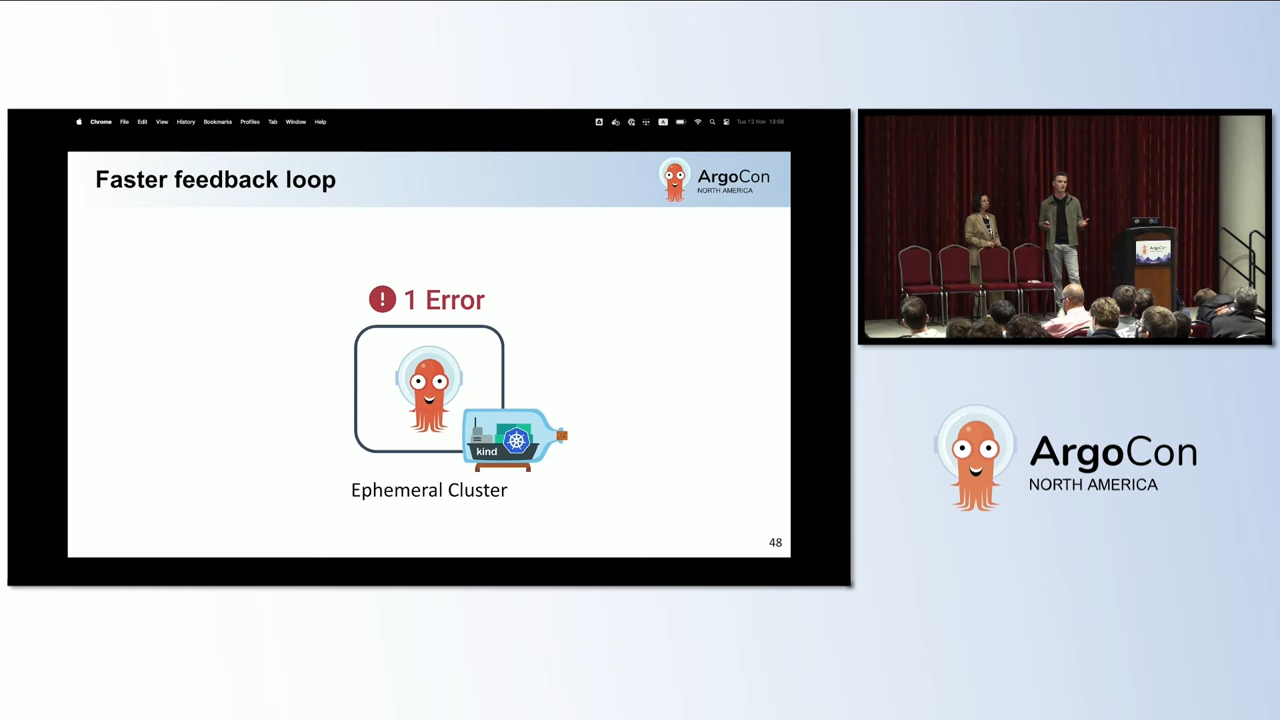 Chrome File Edit View History Bookmarks Profiles Tab Window Help
Tue 12 Nov 13:58
Faster feedback loop
ArgoCon
NORTH AMERICA
1 Error
kind
Ephemeral Cluster
48
ArgoCon
ArgoCon
NORTH AMERICA